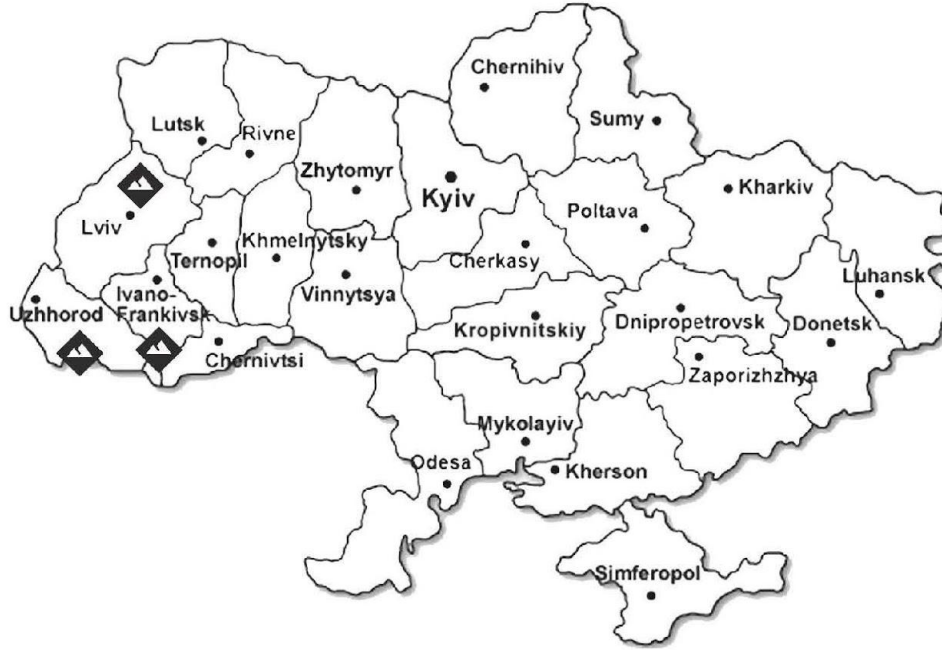 Chernihiv
Sumy
Lutsk
Rivne
Zhytomyr
Kyiv
Kharkiv
Poltava
Lviv
Ternopil
Khmelnytsky
Cherkasy
Luhansk
Ivano-
Frankivsk
Uzhhorod
Vinnytsya
Kropivnitskiy
Dnipropetrovsk
Donetsk
Chernivtsi
Zaporizhzhya
Mykolayiv
Odesa
Kherson
Simferopol